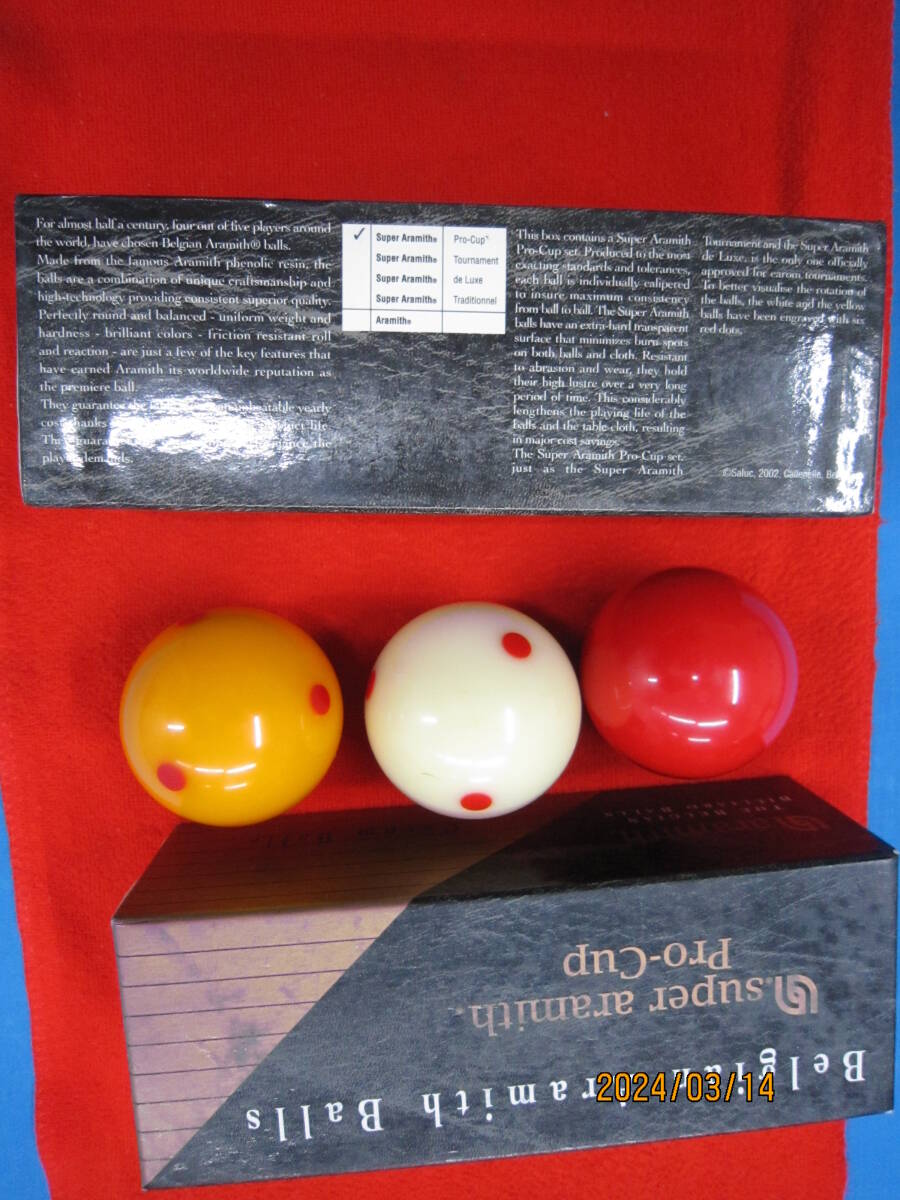 For almost half a century, four out of five players around
the world, have chosen Belgian Aramith® balls.
Made from the famous Aramith phenolic resin, the
balls are a combination of unique craftsmanship and
high-technology providing consistent superior quality.
Perfectly round and balanced - uniform weight and
hardness - brilliant colors - friction resistant roll
and reaction - are just a few of the key features that
have earned Aramith its worldwide reputation as
the premiere ball.
They guarantee the yearly
cost thanks life
They the
✓ Super Aramith® Pro-Cup
Super Aramith® Tournament
Super Aramith® de Luxe
Super Aramith® Traditionnel
Aramith®
This box contains a Super Aramith
Pro-Cup set. Produced to the most
exacting standards and tolerances,
each ball is individually calipered
to insure maximum consistency
from ball to ball. The Super Aramith
balls have an extra-hard transparent
surface that minimizes burn spots
on both balls and cloth. Resistant
to abrasion and wear, they hold
their high lustre over a very long
period of time. This considerably
lengthens the playing life of the
balls and the table-cloth, resulting
in major cost savings.
The Super Aramith Pro-Cup set,
just as the Super Aramith
Tournament and the Super Aramith
de Luxe, is the only one officially
approved for carom tournaments.
To better visualise the rotation of
the balls, the white and the yellow
balls have been engraved with six
red dots.
©Saluc, 2002,
aramith
THE BELGIAN
BILLIARD BALLS
super aramith
Pro-Cup
Belgian Aramith Balls
2024/03/14